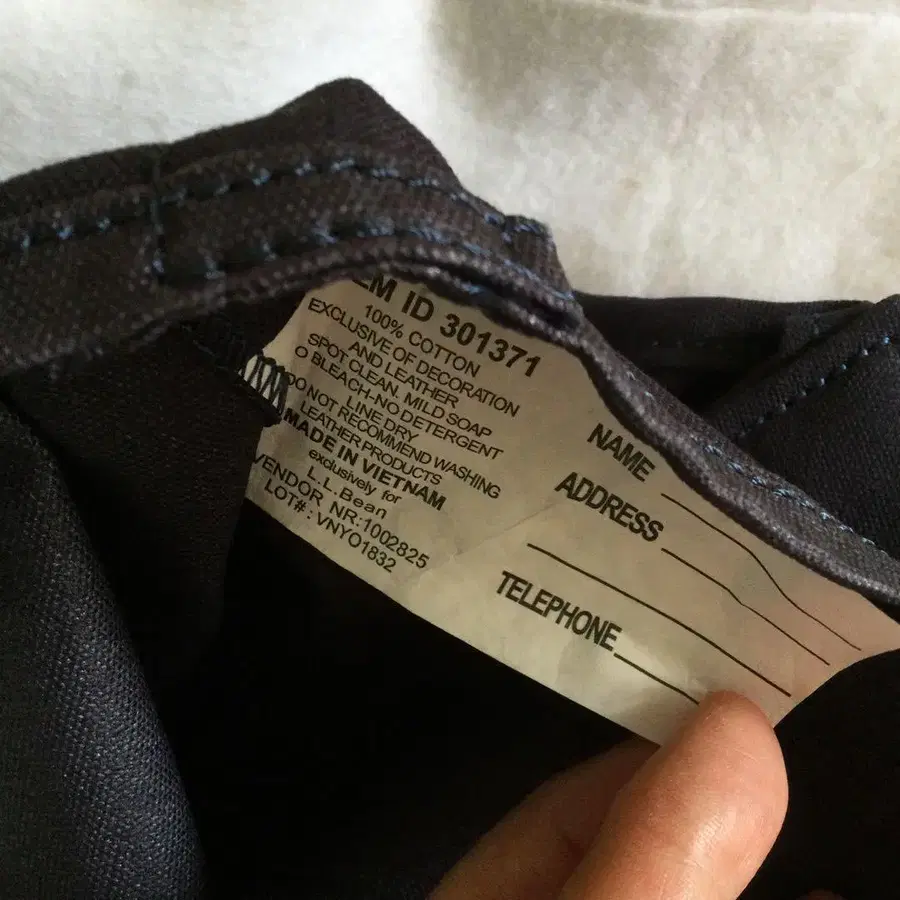 EM ID 301371
100% COTTON
EXCLUSIVE OF DECORATION
AND LEATHER
SPOT CLEAN. MILD SOAP
O BLEACH-NO DETERGENT
LINE DRY
DO NOT RECOMMEND WASHING
LEATHER PRODUCTS
MADE IN VIETNAM
exclusively for
L.L.Bean
VENDOR NR:1002825
LOT#: VNYO1832
NAME
ADDRESS
TELEPHONE